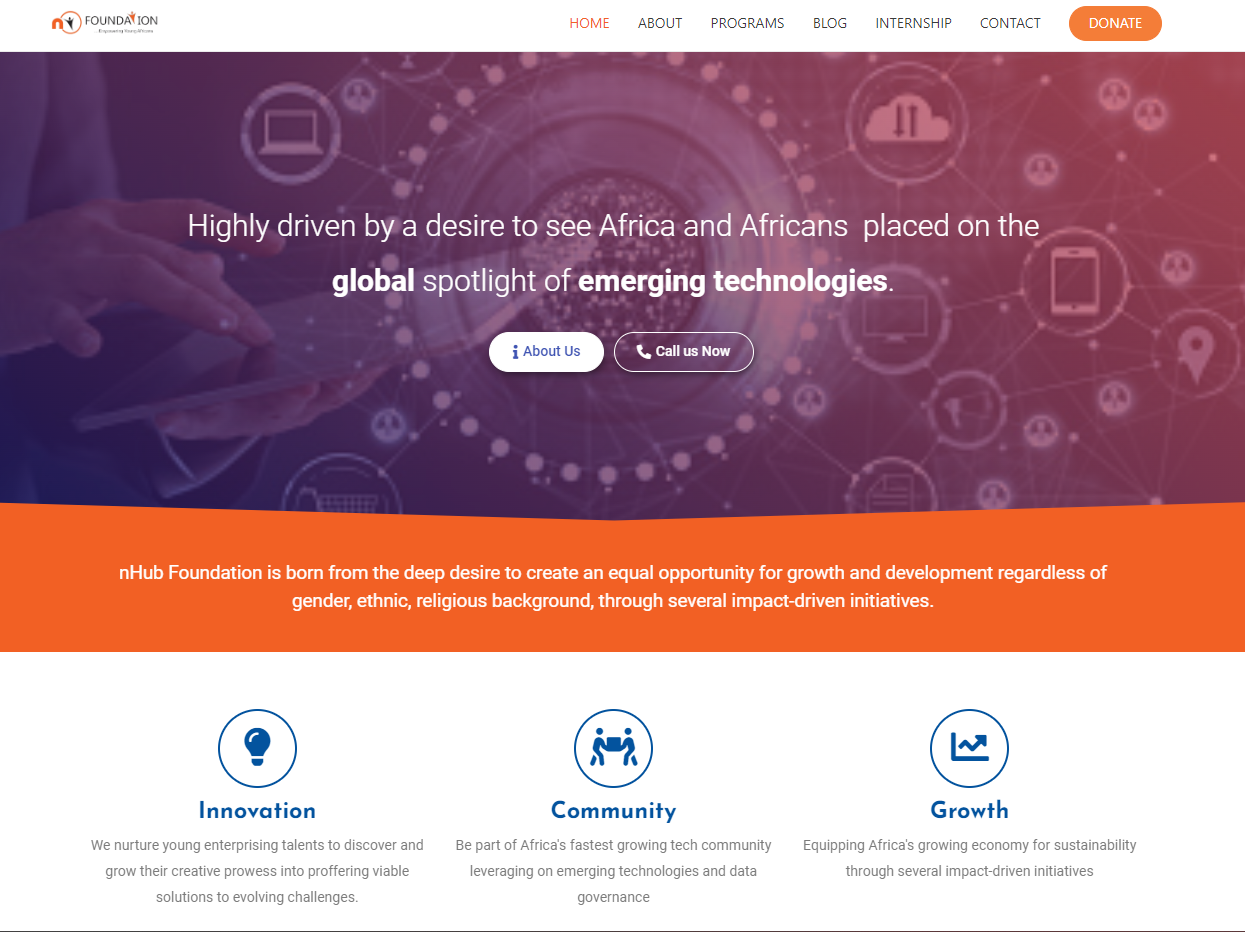 n FOUNDATION
Empowering Young Africans
HOME ABOUT PROGRAMS BLOG INTERNSHIP CONTACT DONATE
Highly driven by a desire to see Africa and Africans placed on the
global spotlight of emerging technologies.
About Us Call us Now
nHub Foundation is born from the deep desire to create an equal opportunity for growth and development regardless of
gender, ethnic, religious background, through several impact-driven initiatives.
Innovation
We nurture young enterprising talents to discover and
grow their creative prowess into proffering viable
solutions to evolving challenges.
Community
Be part of Africa's fastest growing tech community
leveraging on emerging technologies and data
governance
Growth
Equipping Africa's growing economy for sustainability
through several impact-driven initiatives